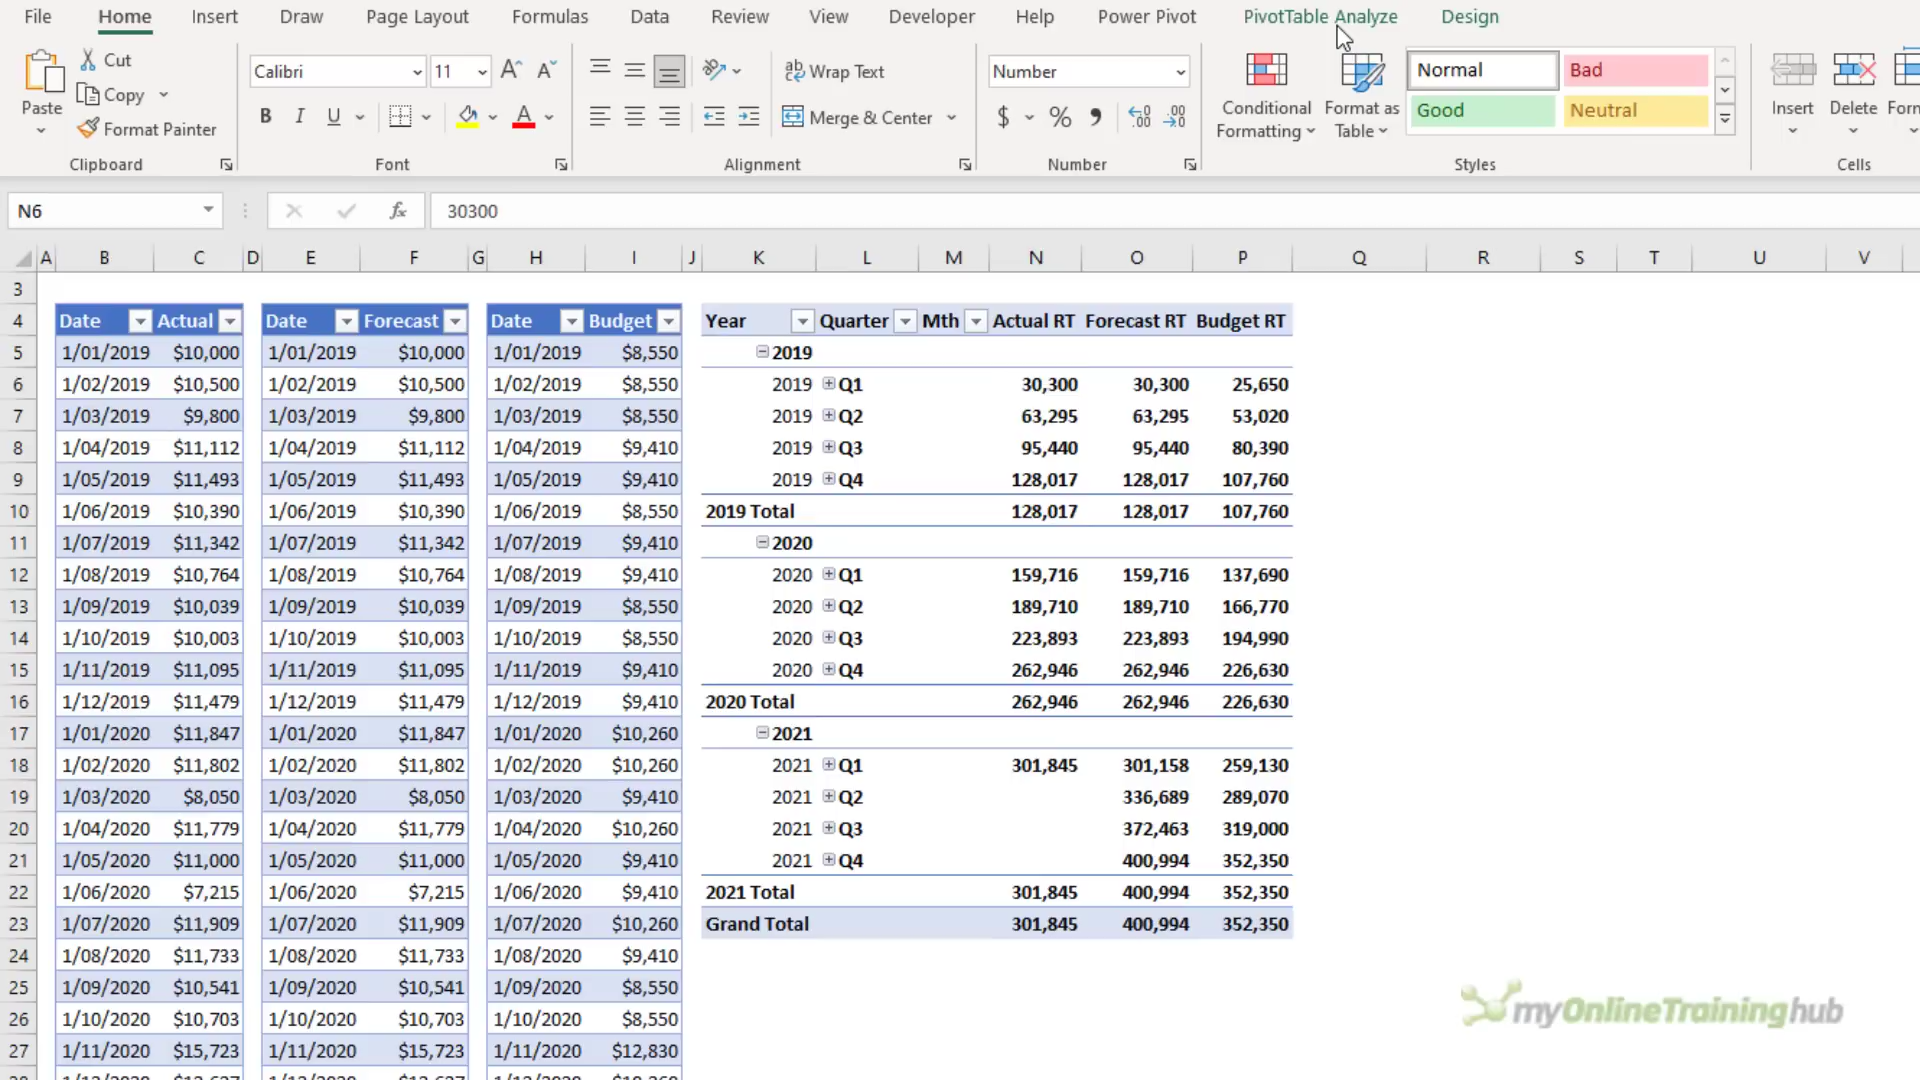 File Home Insert Draw Page Layout Formulas Data Review View Developer Help Power Pivot PivotTable Analyze Design
Paste Cut Copy Format Painter Clipboard
Calibri 11 B I U A Font
ab Wrap Text Merge & Center Alignment
Number $ % , .00 Number
Conditional Formatting Format as Table Normal Bad Good Neutral Styles
Insert Delete Cells
N6 fx 30300
A B C D E F G H I J K L M N O P Q R S T U V
3
4 Date Actual Date Forecast Date Budget Year Quarter Mth Actual RT Forecast RT Budget RT
5 1/01/2019 $10,000 1/01/2019 $10,000 1/01/2019 $8,550 2019
6 1/02/2019 $10,500 1/02/2019 $10,500 1/02/2019 $8,550 2019 Q1 30,300 30,300 25,650
7 1/03/2019 $9,800 1/03/2019 $9,800 1/03/2019 $8,550 2019 Q2 63,295 63,295 53,020
8 1/04/2019 $11,112 1/04/2019 $11,112 1/04/2019 $9,410 2019 Q3 95,440 95,440 80,390
9 1/05/2019 $11,493 1/05/2019 $11,493 1/05/2019 $9,410 2019 Q4 128,017 128,017 107,760
10 1/06/2019 $10,390 1/06/2019 $10,390 1/06/2019 $8,550 2019 Total 128,017 128,017 107,760
11 1/07/2019 $11,342 1/07/2019 $11,342 1/07/2019 $9,410 2020
12 1/08/2019 $10,764 1/08/2019 $10,764 1/08/2019 $9,410 2020 Q1 159,716 159,716 137,690
13 1/09/2019 $10,039 1/09/2019 $10,039 1/09/2019 $8,550 2020 Q2 189,710 189,710 166,770
14 1/10/2019 $10,003 1/10/2019 $10,003 1/10/2019 $8,550 2020 Q3 223,893 223,893 194,990
15 1/11/2019 $11,095 1/11/2019 $11,095 1/11/2019 $9,410 2020 Q4 262,946 262,946 226,630
16 1/12/2019 $11,479 1/12/2019 $11,479 1/12/2019 $9,410 2020 Total 262,946 262,946 226,630
17 1/01/2020 $11,847 1/01/2020 $11,847 1/01/2020 $10,260 2021
18 1/02/2020 $11,802 1/02/2020 $11,802 1/02/2020 $10,260 2021 Q1 301,845 301,158 259,130
19 1/03/2020 $8,050 1/03/2020 $8,050 1/03/2020 $9,410 2021 Q2 336,689 289,070
20 1/04/2020 $11,779 1/04/2020 $11,779 1/04/2020 $10,260 2021 Q3 372,463 319,000
21 1/05/2020 $11,000 1/05/2020 $11,000 1/05/2020 $9,410 2021 Q4 400,994 352,350
22 1/06/2020 $7,215 1/06/2020 $7,215 1/06/2020 $9,410 2021 Total 301,845 400,994 352,350
23 1/07/2020 $11,909 1/07/2020 $11,909 1/07/2020 $10,260 Grand Total 301,845 400,994 352,350
24 1/08/2020 $11,733 1/08/2020 $11,733 1/08/2020 $9,410
25 1/09/2020 $10,541 1/09/2020 $10,541 1/09/2020 $8,550
26 1/10/2020 $10,703 1/10/2020 $10,703 1/10/2020 $8,550
27 1/11/2020 $15,723 1/11/2020 $15,723 1/11/2020 $12,830
myOnlineTraininghub